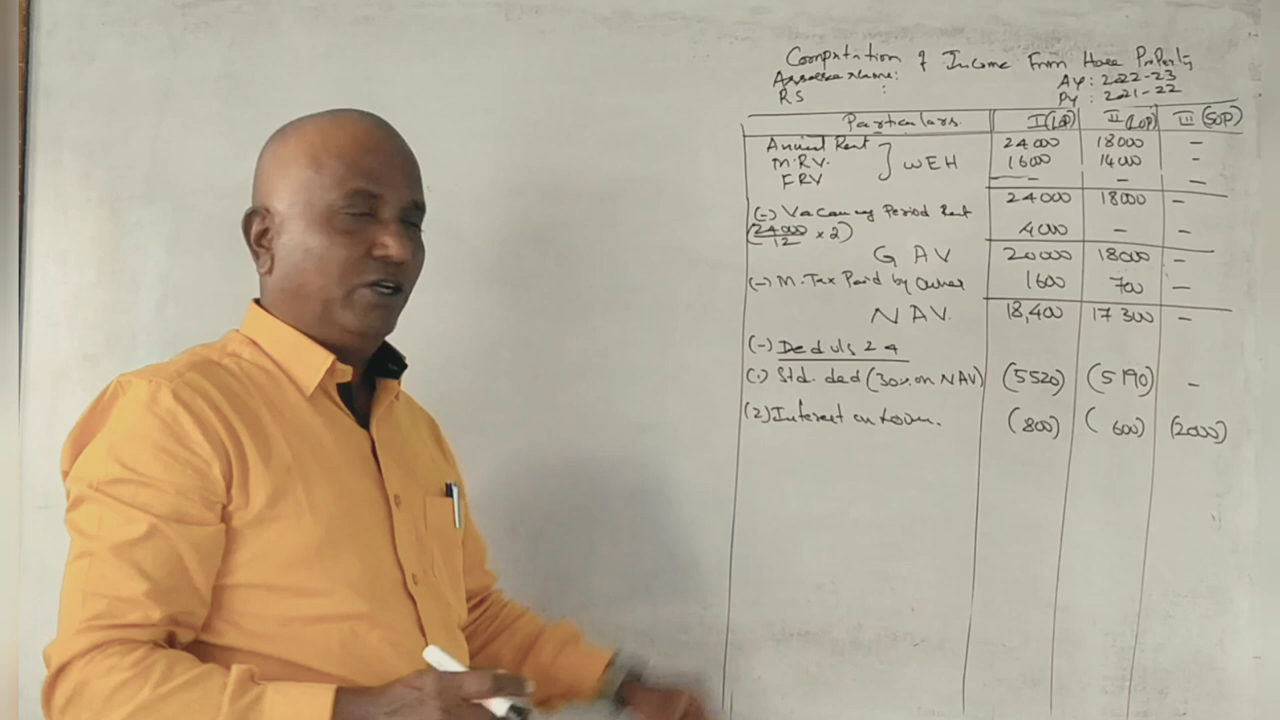 Computation of Income From House Property
Assessee Name: AY: 2022-23
RS : PY: 2021-22
Particulars. I (LOP) II (LOP) III (SOP)
Annual Rent 24000 18000 -
M.R.V. } WEH 16000 14000 -
FRV - - -
24000 18000 -
(-) Vacancy Period Rent
(24000/12 × 2) 4000 - -
G A V 20000 18000 -
(-) M. Tax Paid by Owner 1600 700 -
N A V. 18,400 17300 -
(-) Ded u/s 24
(1) Std. ded (30% on NAV) (5520) (5190) -
(2) Interest on Loan. (800) (600) (2000)